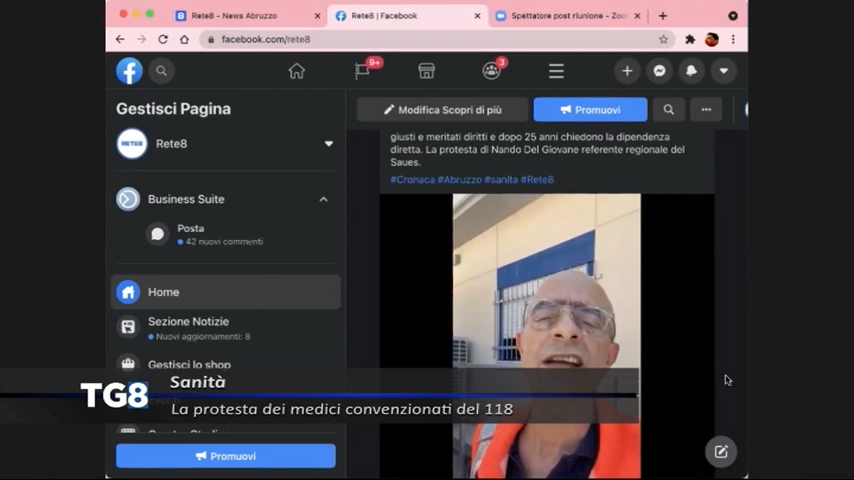 Rete8 - News Abruzzo
Rete8 | Facebook
Spettatore post riunione - Zoo
facebook.com/rete8
9+
3
Gestisci Pagina
Modifica Scopri di più
Promuovi
RETE8
Rete8
giusti e meritati diritti e dopo 25 anni chiedono la dipendenza
diretta. La protesta di Nando Del Giovane referente regionale del
Saues.
#Cronaca #Abruzzo #sanita #Rete8
Business Suite
Posta
42 nuovi commenti
Home
Sezione Notizie
Nuovi aggiornamenti: 8
Gestisci lo shop
TG8
Sanità
La protesta dei medici convenzionati del 118
Promuovi